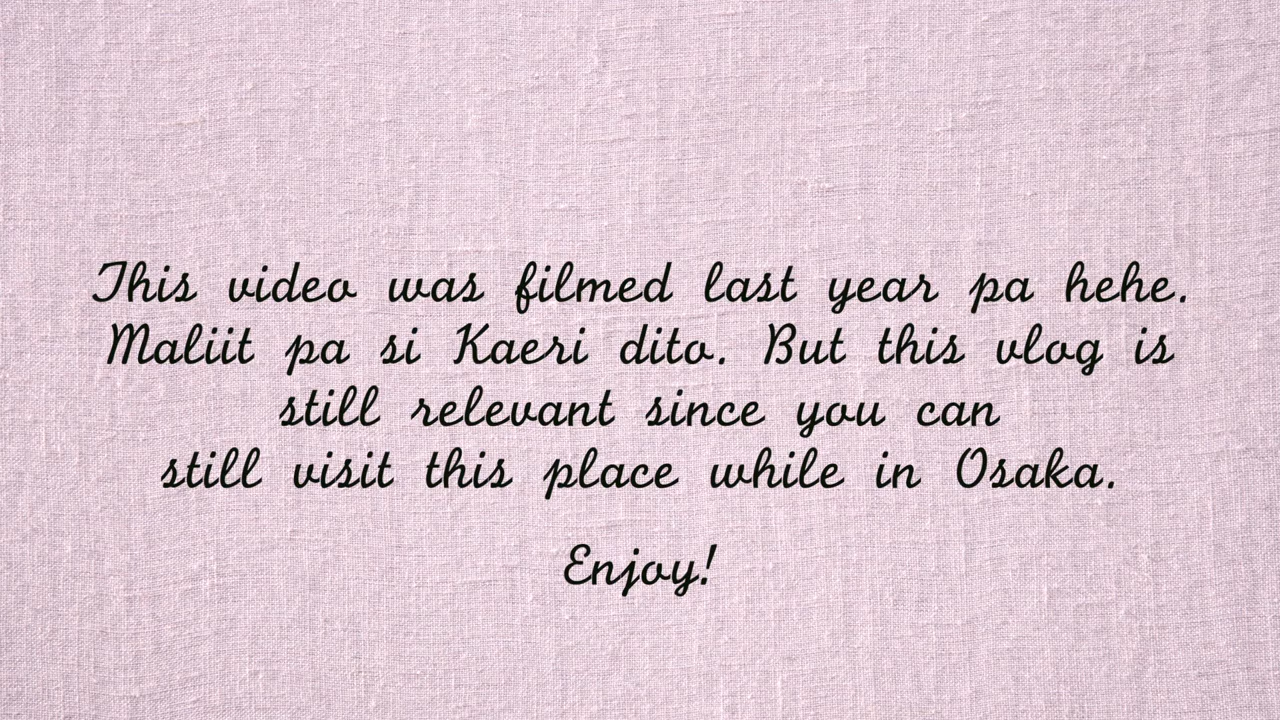 This video was filmed last year pa hehe.
Maliit pa si Kaeri dito. But this vlog is
still relevant since you can
still visit this place while in Osaka.
Enjoy!